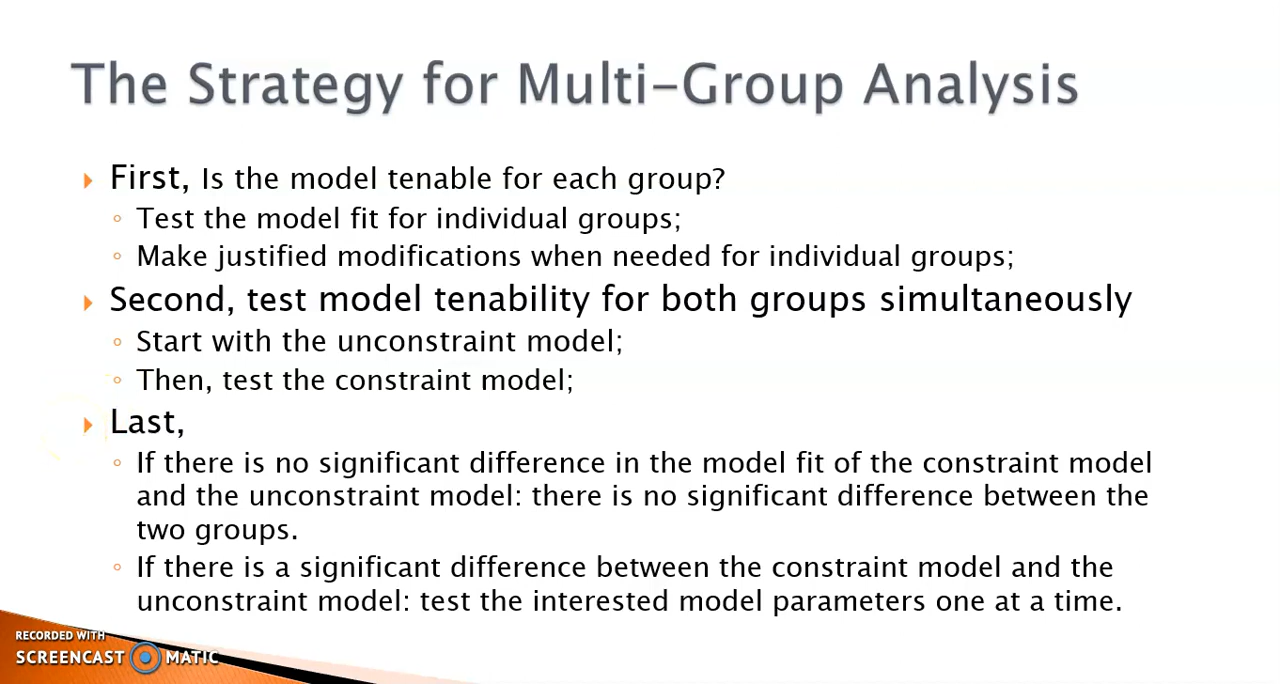 The Strategy for Multi-Group Analysis
First, Is the model tenable for each group?
Test the model fit for individual groups;
Make justified modifications when needed for individual groups;
Second, test model tenability for both groups simultaneously
Start with the unconstraint model;
Then, test the constraint model;
Last,
If there is no significant difference in the model fit of the constraint model
and the unconstraint model: there is no significant difference between the
two groups.
If there is a significant difference between the constraint model and the
unconstraint model: test the interested model parameters one at a time.
RECORDED WITH
SCREENCAST MATIC